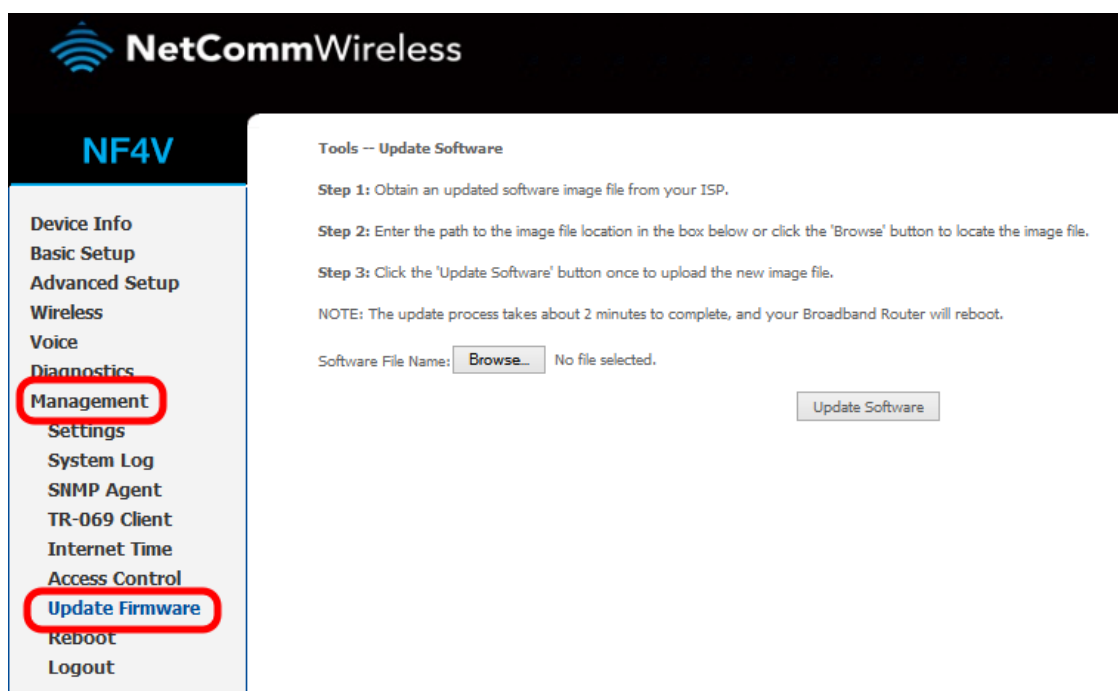 NetCommWireless
NF4V
Device Info
Basic Setup
Advanced Setup
Wireless
Voice
Diagnostics
Management
Settings
System Log
SNMP Agent
TR-069 Client
Internet Time
Access Control
Update Firmware
Reboot
Logout
Tools -- Update Software
Step 1: Obtain an updated software image file from your ISP.
Step 2: Enter the path to the image file location in the box below or click the 'Browse' button to locate the image file.
Step 3: Click the 'Update Software' button once to upload the new image file.
NOTE: The update process takes about 2 minutes to complete, and your Broadband Router will reboot.
Software File Name: Browse... No file selected.
Update Software